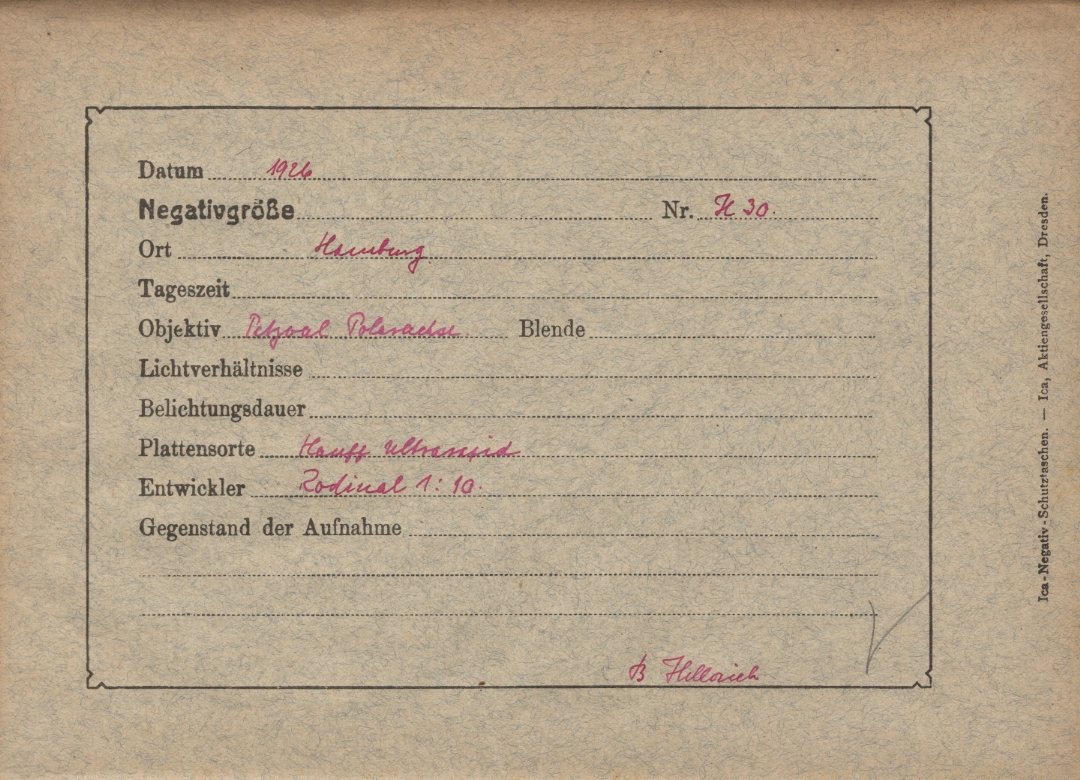 Datum 1926
Negativgröße Nr. H 30.
Ort Hamburg
Tageszeit
Objektiv Petzval Blende
Lichtverhältnisse
Belichtungsdauer
Plattensorte Hauff Ultrarapid
Entwickler Rodinal 1:10.
Gegenstand der Aufnahme
B
Ica-Negativ-Schutztaschen. — Ica, Aktiengesellschaft, Dresden.